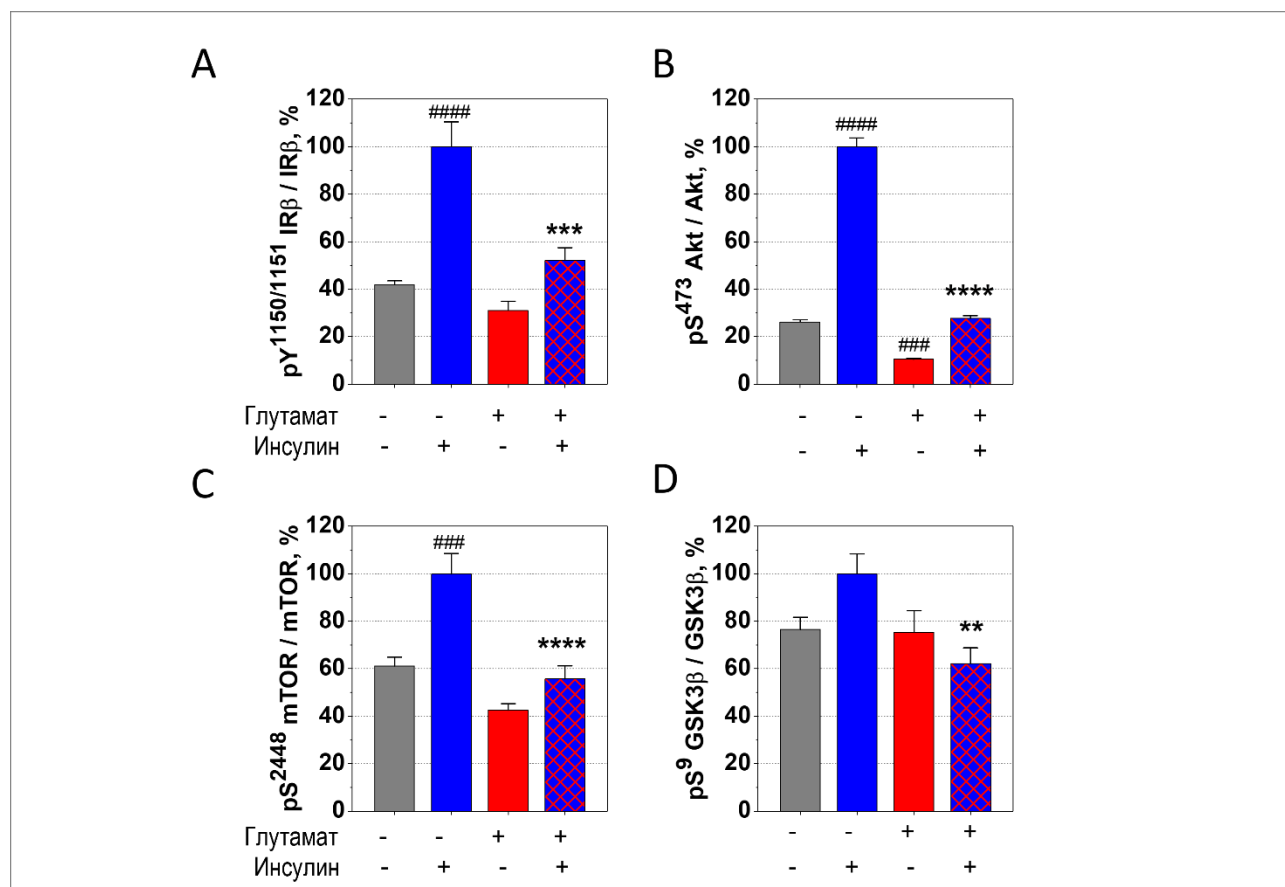 A
pY1150/1151 IRβ / IRβ, %
120
100
80
60
40
20
0
####
***
Глутамат - - + +
Инсулин - + - +
B
pS473 Akt / Akt, %
120
100
80
60
40
20
0
####
###
****
- - + +
- + - +
C
pS2448 mTOR / mTOR, %
120
100
80
60
40
20
0
###
****
Глутамат - - + +
Инсулин - + - +
D
pS9 GSK3β / GSK3β, %
120
100
80
60
40
20
0
**
- - + +
- + - +